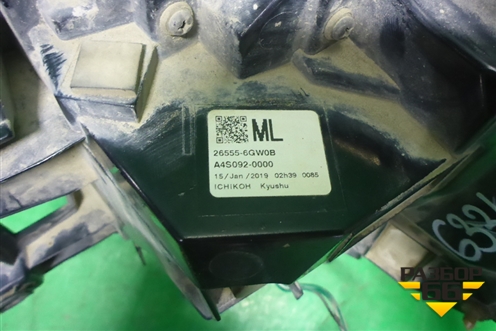 ML
26555-6GW0B
A4S092-0000
15/Jan/2019 02h39 0085
ICHIKOH Kyushu
РАЗБОР
66